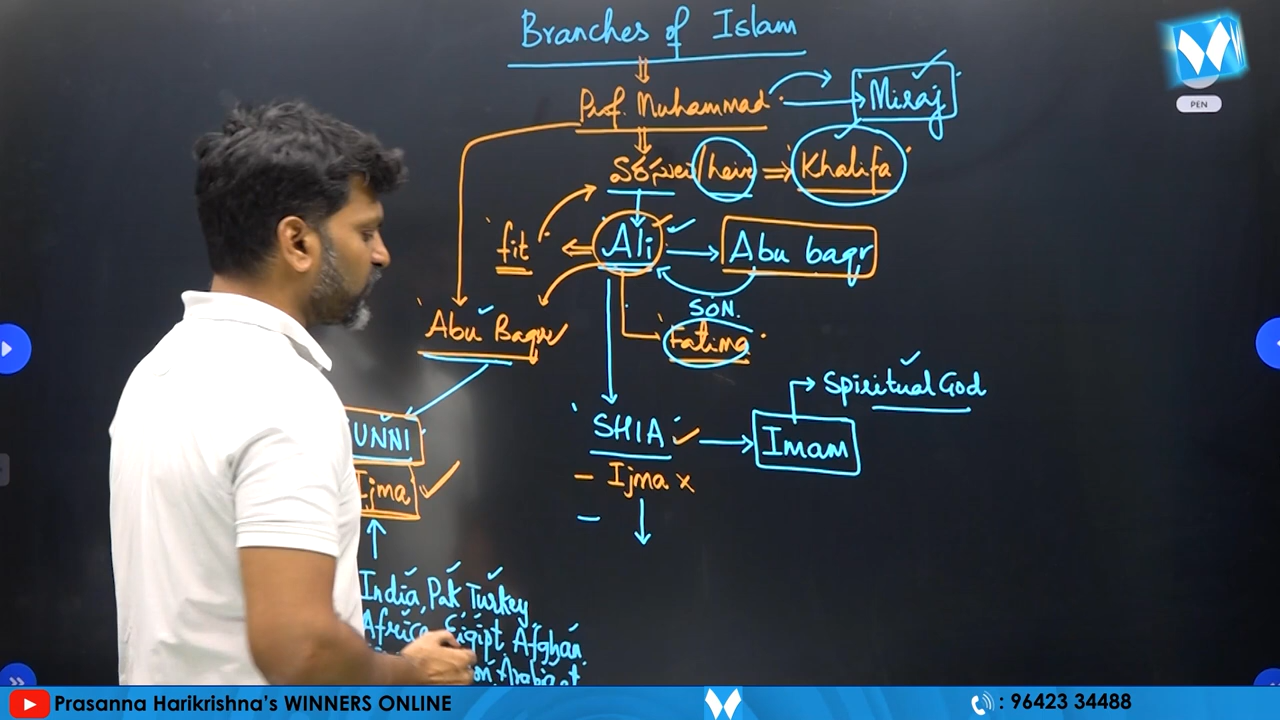 Branches of Islam
Prof. Muhammad
Miraj
PEN
వారసులు/heir ⇒ Khalifa
fit ⇐ Ali → Abu baqr
SON.
Abu Baqr
Fatima
Spiritual God
UNNI
SHIA → Imam
Ijma
- Ijma x
-
India, Pak Turkey
Africa, Egipt, Afghan
Prasanna Harikrishna's WINNERS ONLINE
: 96423 34488